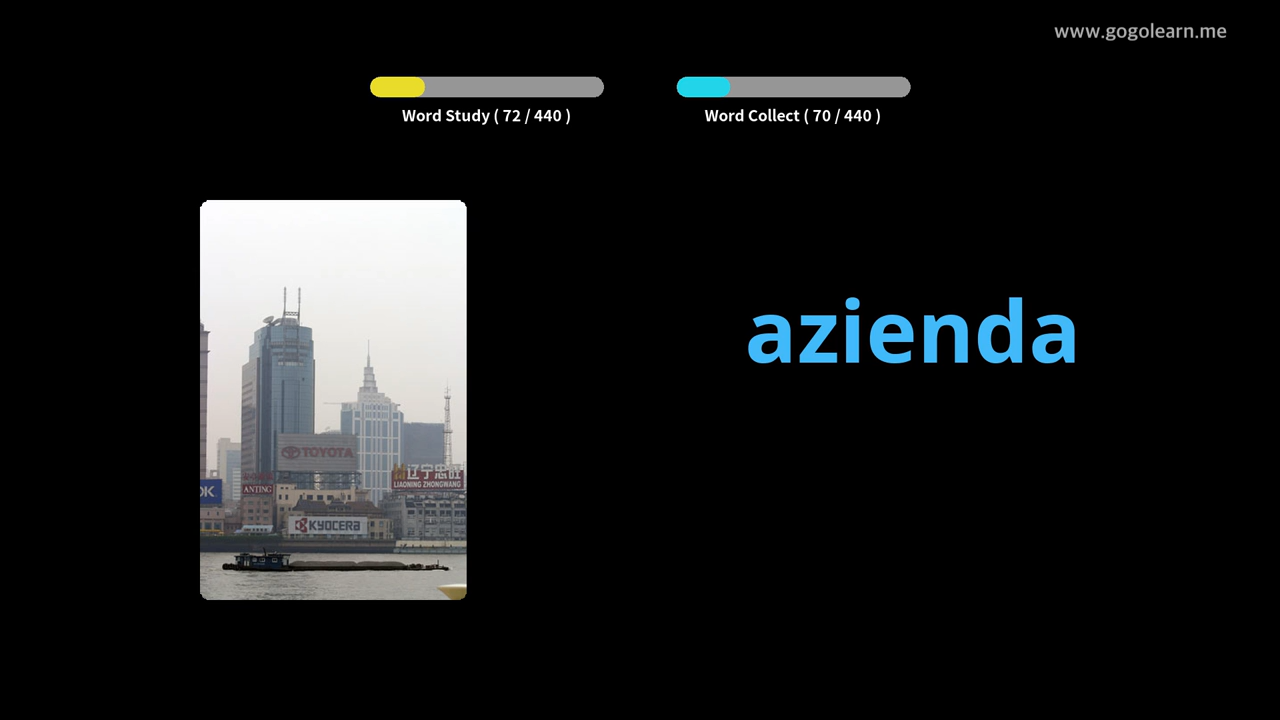 www.gogolearn.me
Word Study ( 72 / 440 )
Word Collect ( 70 / 440 )
azienda
TOYOTA
辽宁忠旺
LIAONING ZHONGWANG
ANTING
OK
KYOCERA